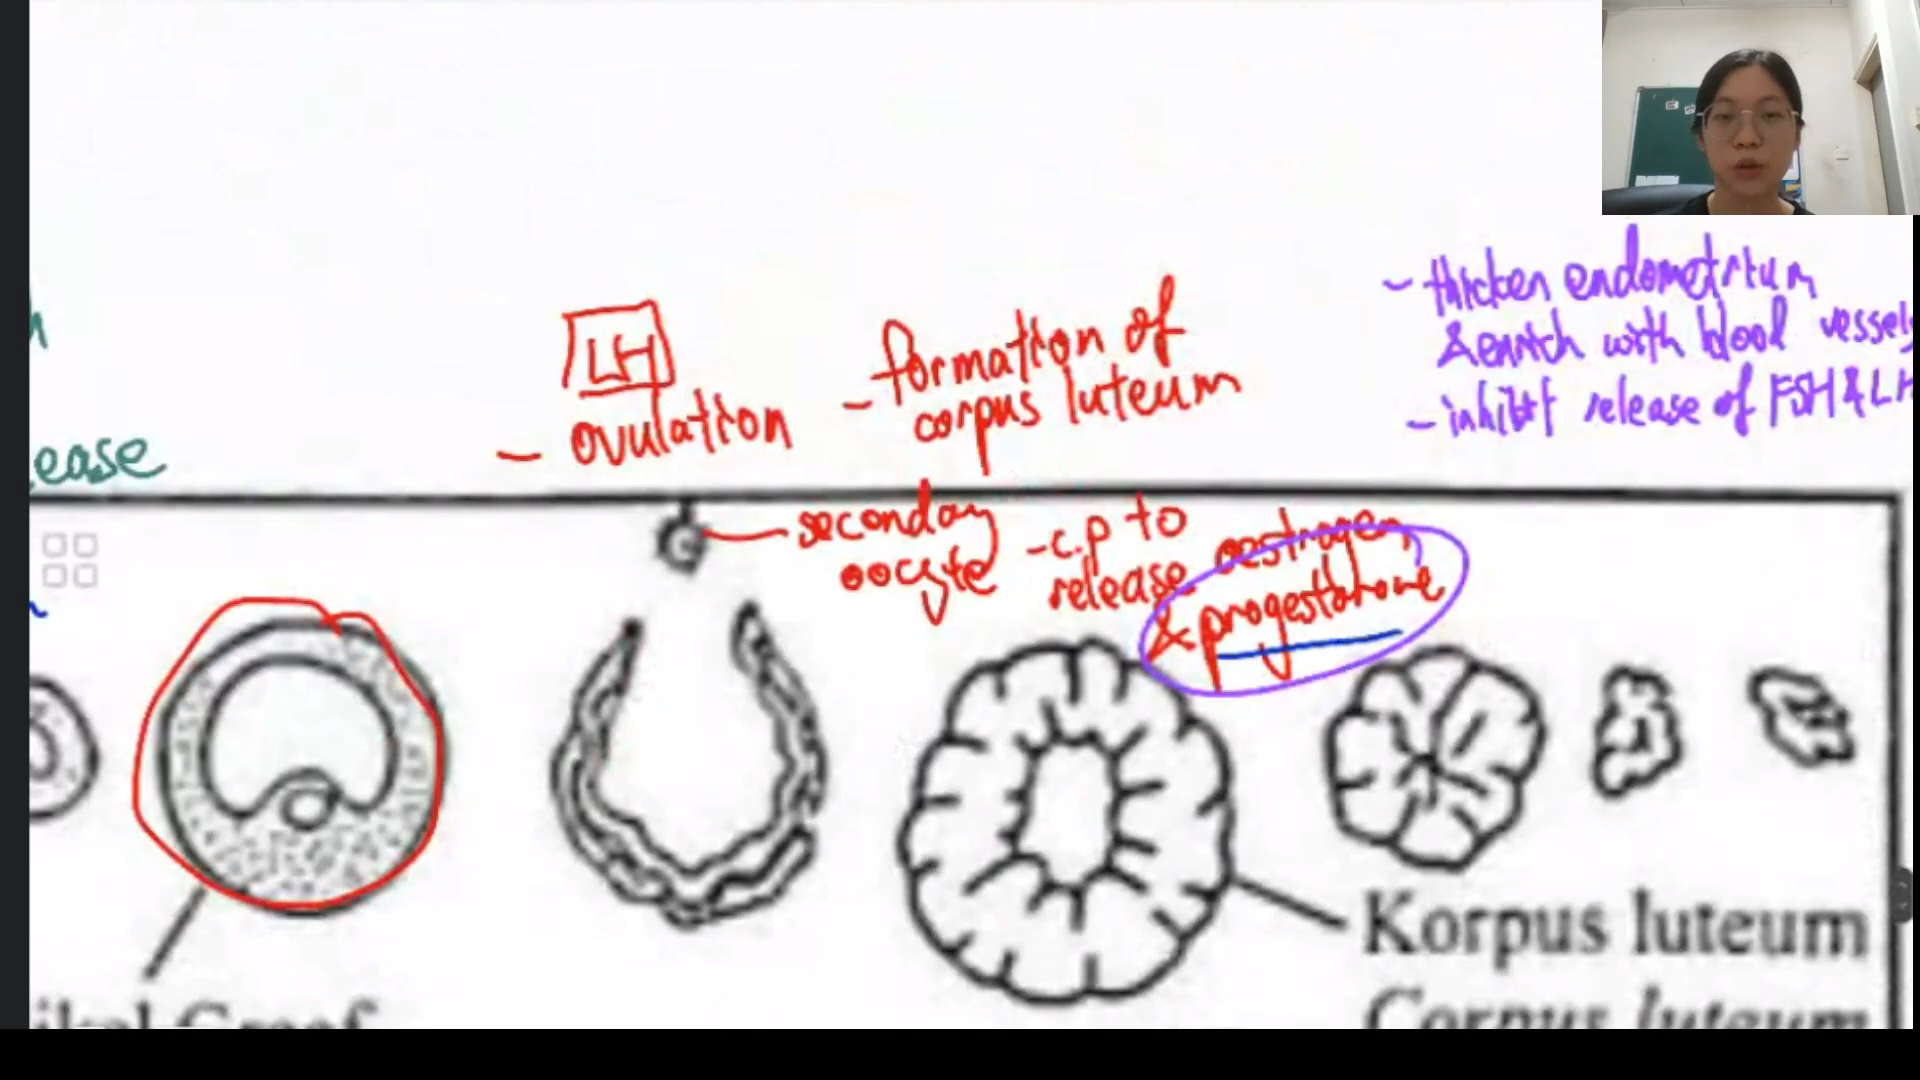 LH
- ovulation
- formation of
corpus luteum
- thicken endometrium
& enrich with blood vessels
- inhibit release of FSH & LH
ease
seconday
oocyte
- c.p to
release oestrogen
& progesterone
Korpus luteum
Corpus luteum